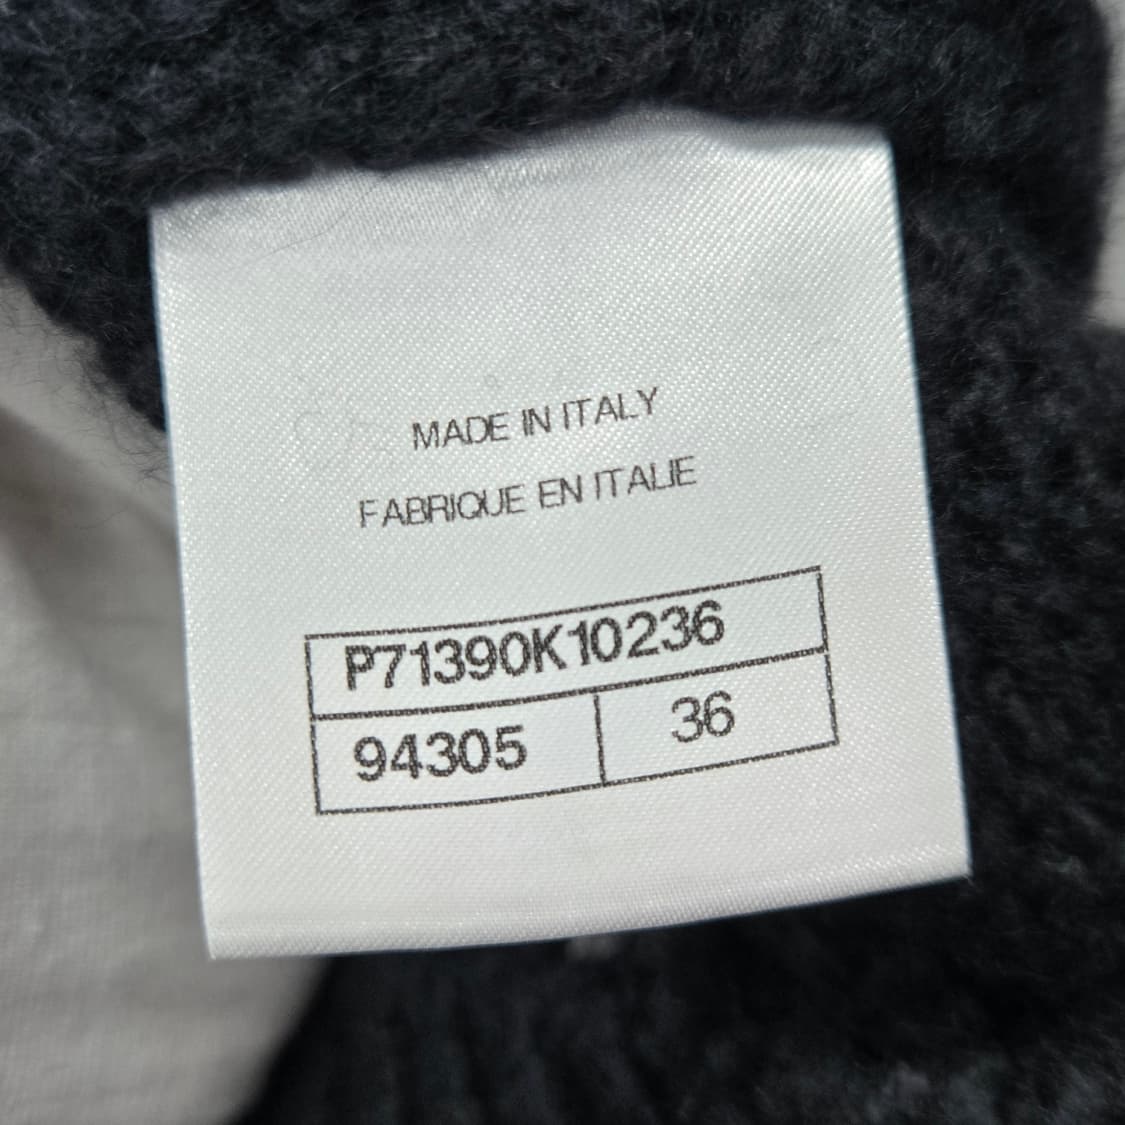 MADE IN ITALY
FABRIQUE EN ITALIE
P71390K10236
94305 36